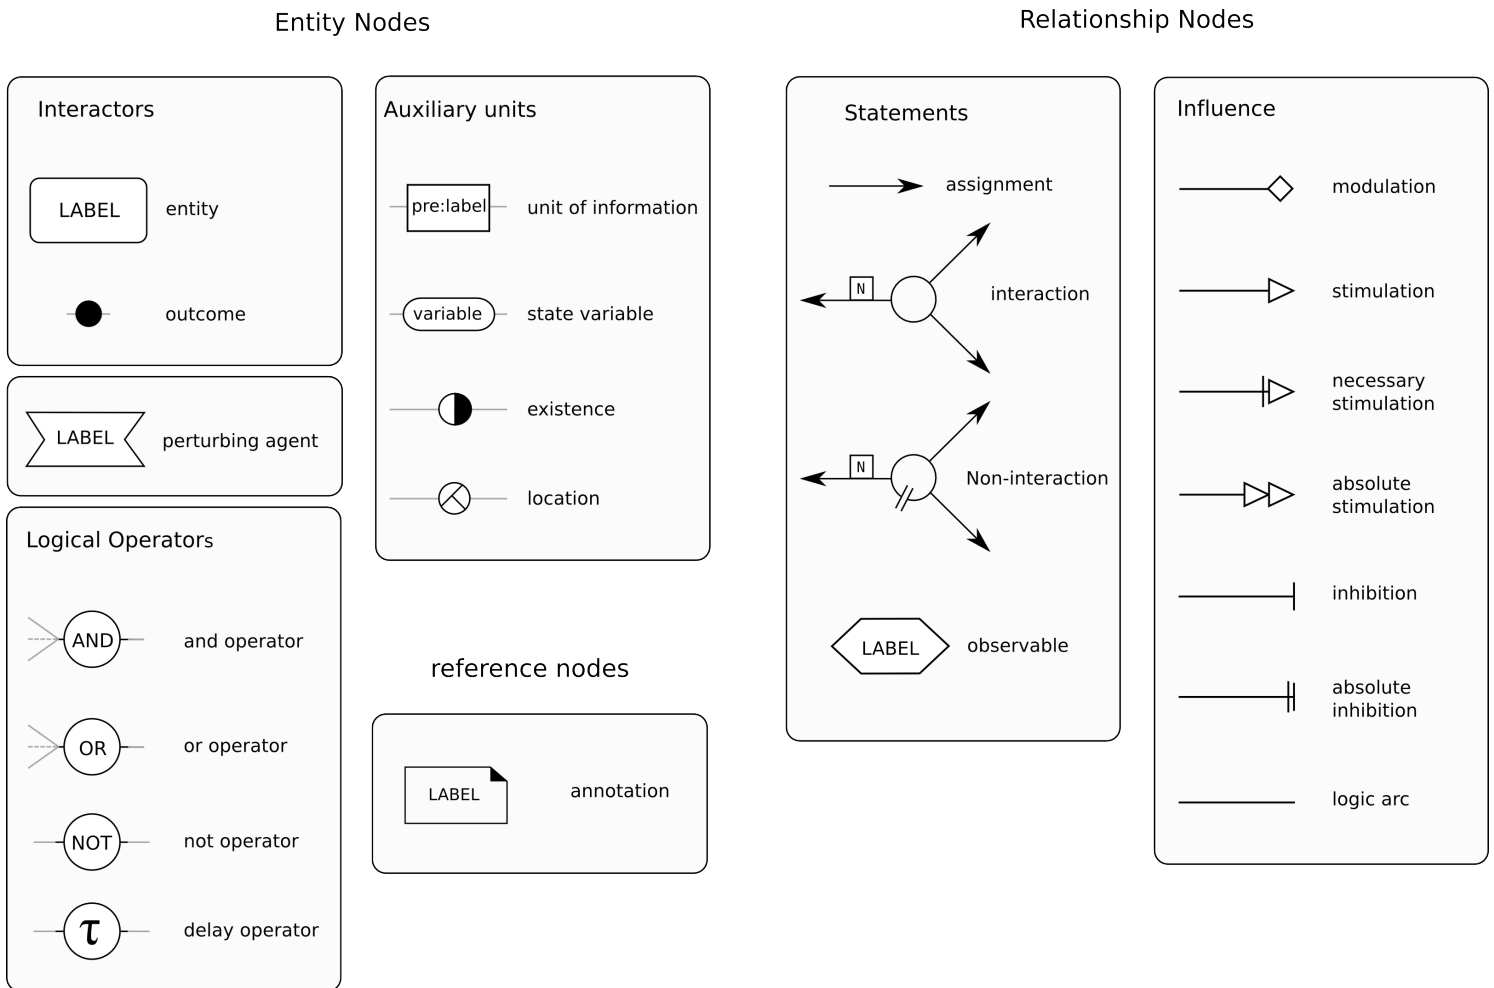 Entity Nodes
Relationship Nodes
Interactors
LABEL
entity
outcome
LABEL
perturbing agent
Logical Operators
AND
and operator
OR
or operator
NOT
not operator
τ
delay operator
Auxiliary units
pre:label
unit of information
variable
state variable
existence
location
reference nodes
LABEL
annotation
Statements
assignment
N
interaction
N
Non-interaction
LABEL
observable
Influence
modulation
stimulation
necessary
stimulation
absolute
stimulation
inhibition
absolute
inhibition
logic arc